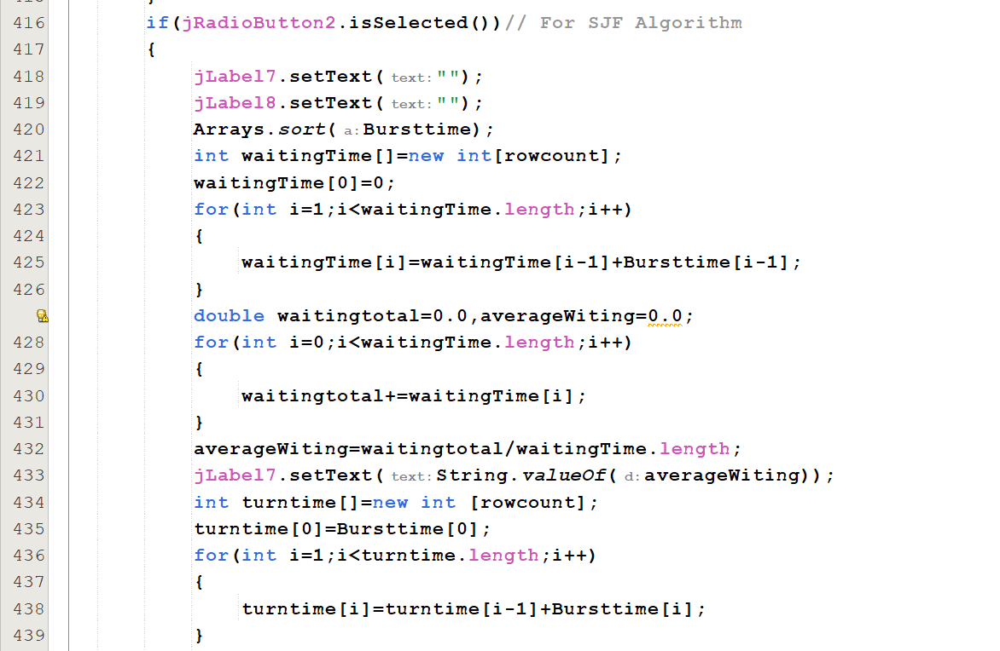 416 if(jRadioButton2.isSelected())// For SJF Algorithm
417 {
418 jLabel7.setText( text:"");
419 jLabel8.setText( text:"");
420 Arrays.sort( a:Bursttime);
421 int waitingTime[]=new int[rowcount];
422 waitingTime[0]=0;
423 for(int i=1;i<waitingTime.length;i++)
424 {
425 waitingTime[i]=waitingTime[i-1]+Bursttime[i-1];
426 }
double waitingtotal=0.0,averageWiting=0.0;
428 for(int i=0;i<waitingTime.length;i++)
429 {
430 waitingtotal+=waitingTime[i];
431 }
432 averageWiting=waitingtotal/waitingTime.length;
433 jLabel7.setText( text:String.valueOf( d:averageWiting));
434 int turntime[]=new int [rowcount];
435 turntime[0]=Bursttime[0];
436 for(int i=1;i<turntime.length;i++)
437 {
438 turntime[i]=turntime[i-1]+Bursttime[i];
439 }